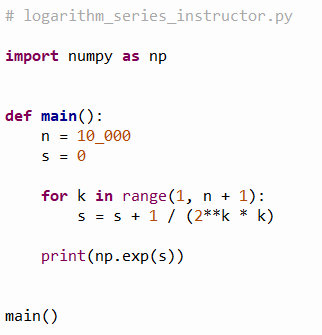 # logarithm_series_instructor.py
import numpy as np
def main():
    n = 10_000
    s = 0
    for k in range(1, n + 1):
        s = s + 1 / (2**k * k)
    print(np.exp(s))
main()